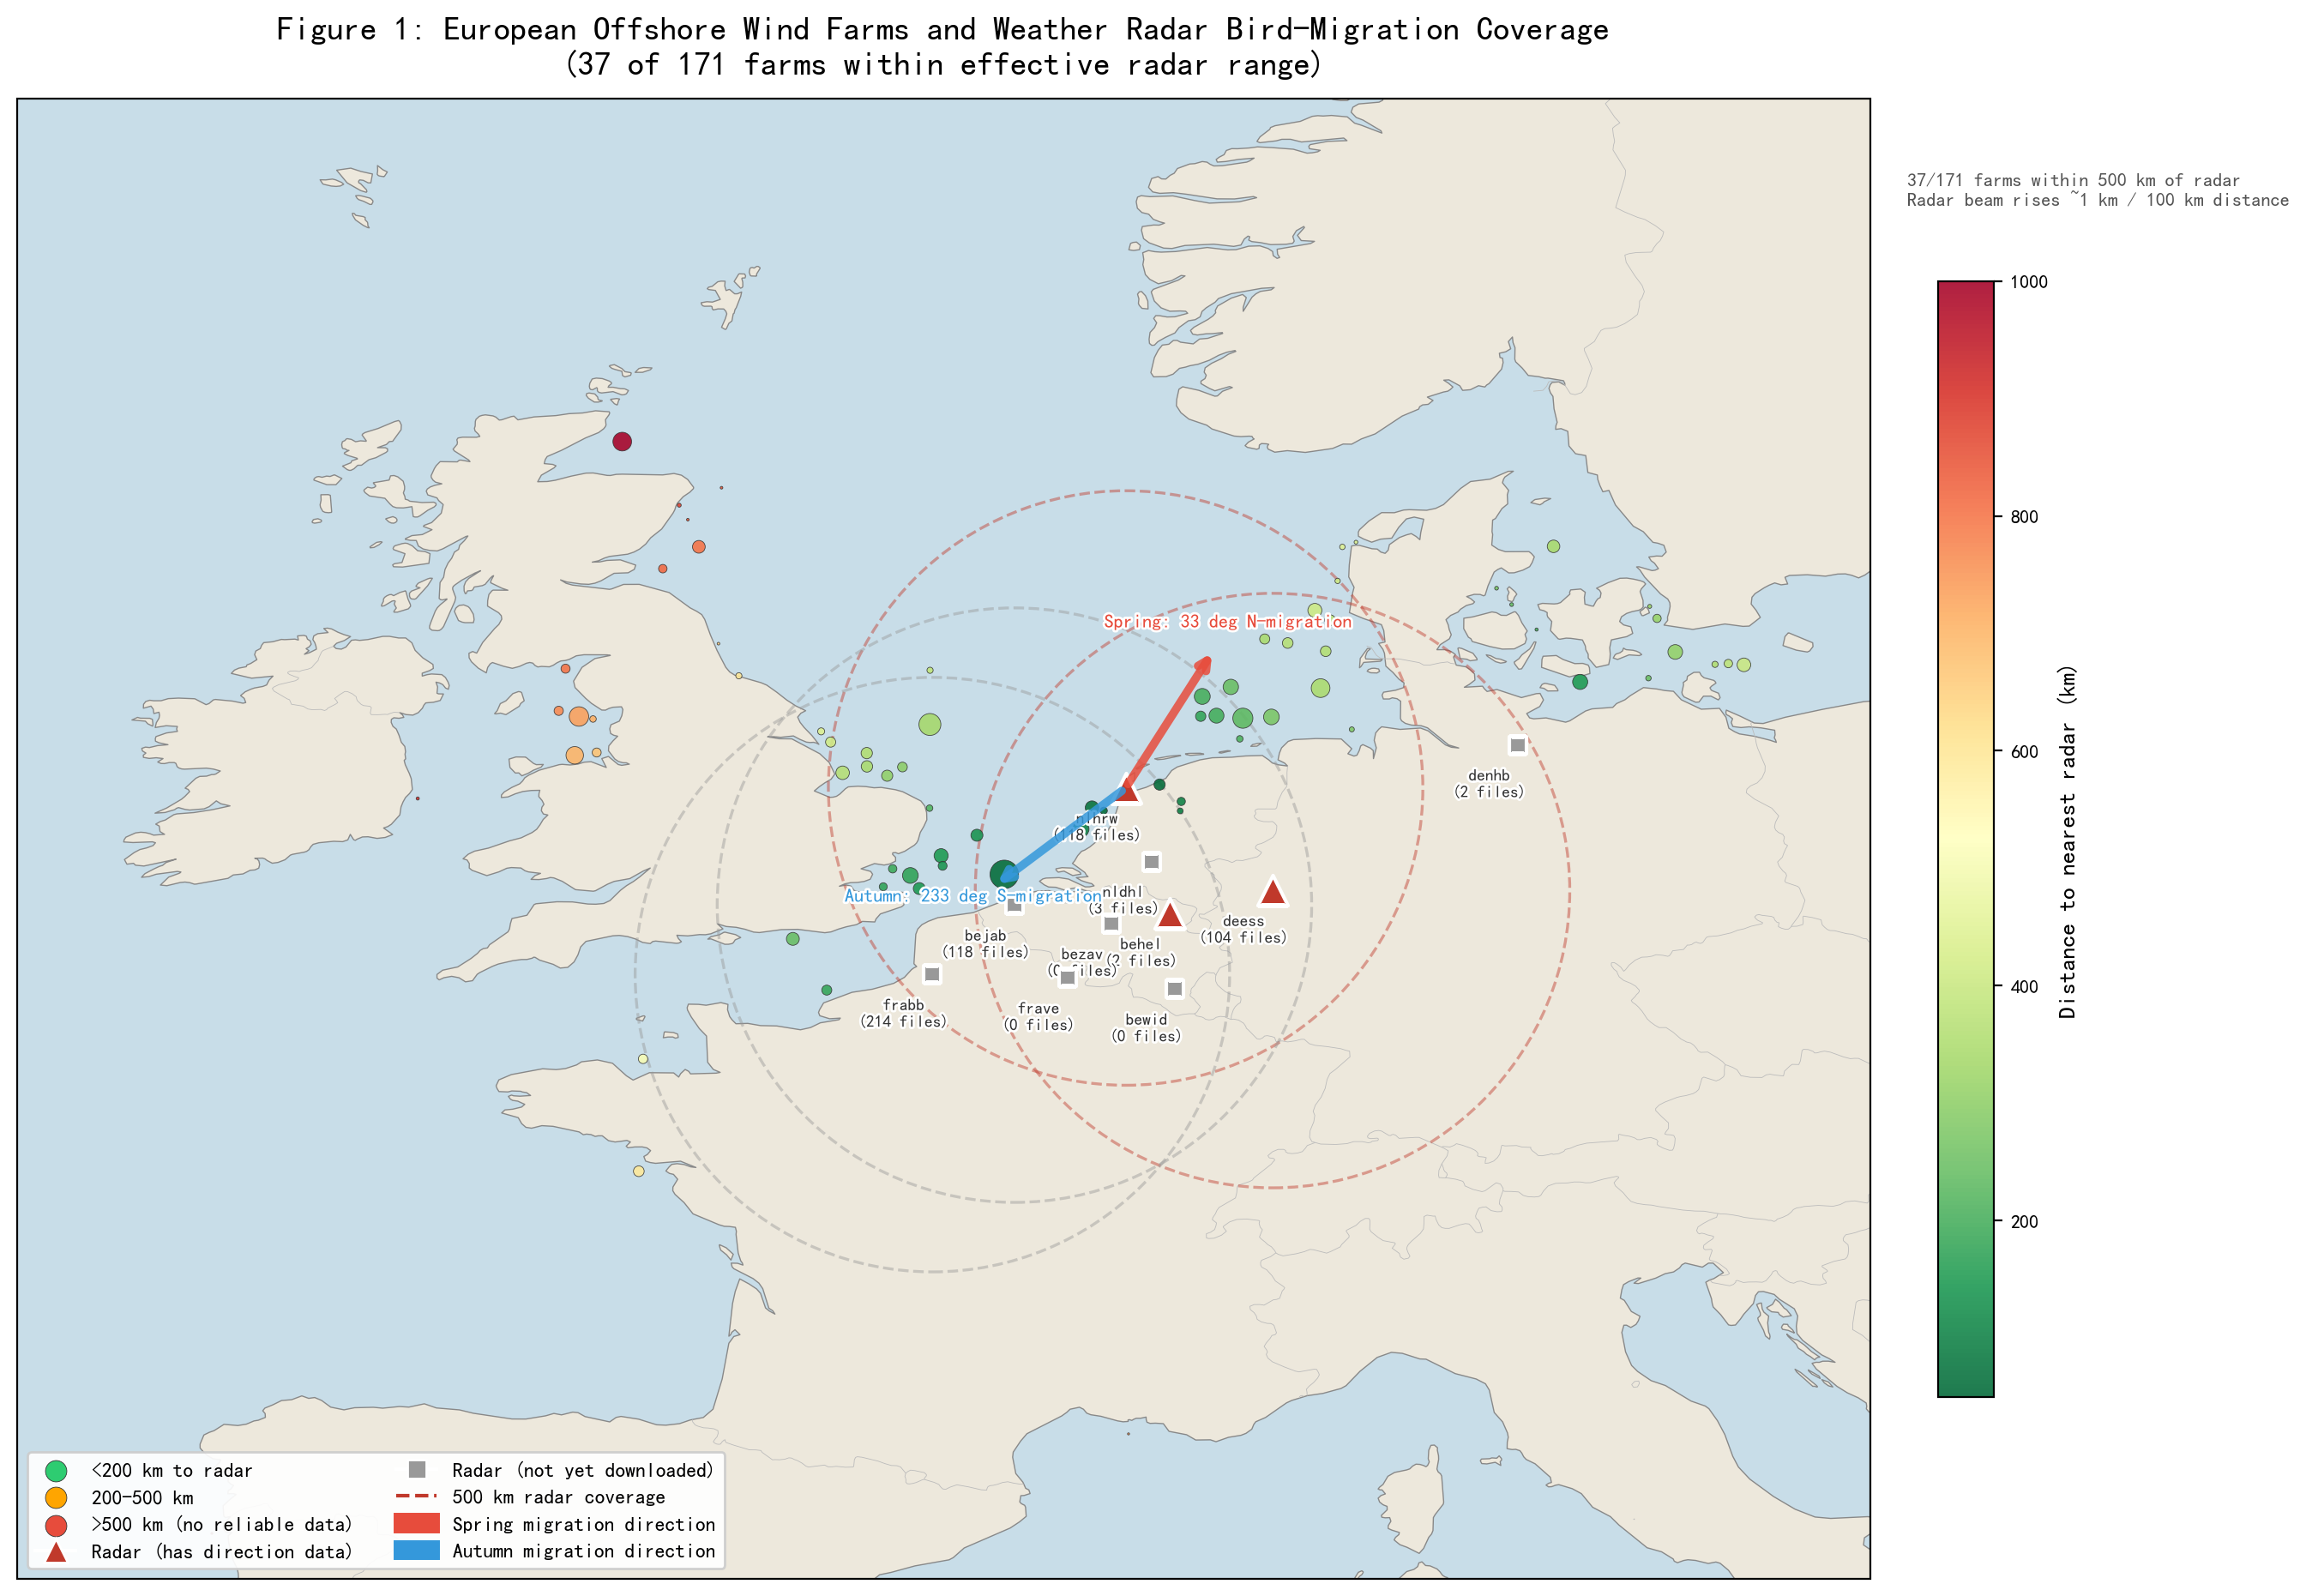 Figure 1: European Offshore Wind Farms and Weather Radar Bird-Migration Coverage
(37 of 171 farms within effective radar range)
37/171 farms within 500 km of radar
Radar beam rises ~1 km / 100 km distance
1000
800
600
400
200
Distance to nearest radar (km)
Spring: 33 deg N-migration
denhb
(2 files)
nlhrw
(118 files)
Autumn: 233 deg S-migration
nldhl
(3 files)
deess
(104 files)
bejab
(118 files)
behel
(2 files)
bezav
(0 files)
frabb
(214 files)
frave
(0 files)
bewid
(0 files)
<200 km to radar
200-500 km
>500 km (no reliable data)
Radar (has direction data)
Radar (not yet downloaded)
500 km radar coverage
Spring migration direction
Autumn migration direction